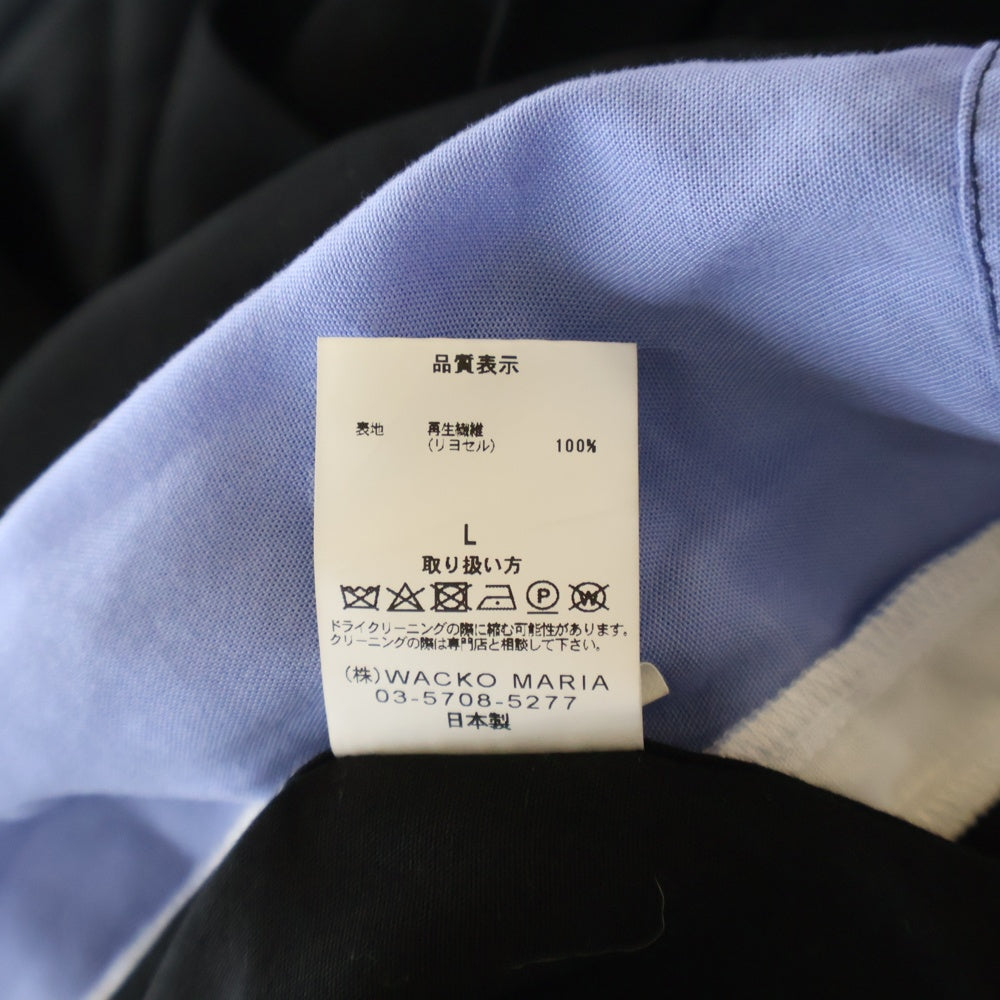 品質表示
表地 再生繊維
(リヨセル) 100%
L
取り扱い方
P W
ドライクリーニングの際に縮む可能性があります。
クリーニングの際は専門店と相談して下さい。
(株)WACKO MARIA
03-5708-5277
日本製